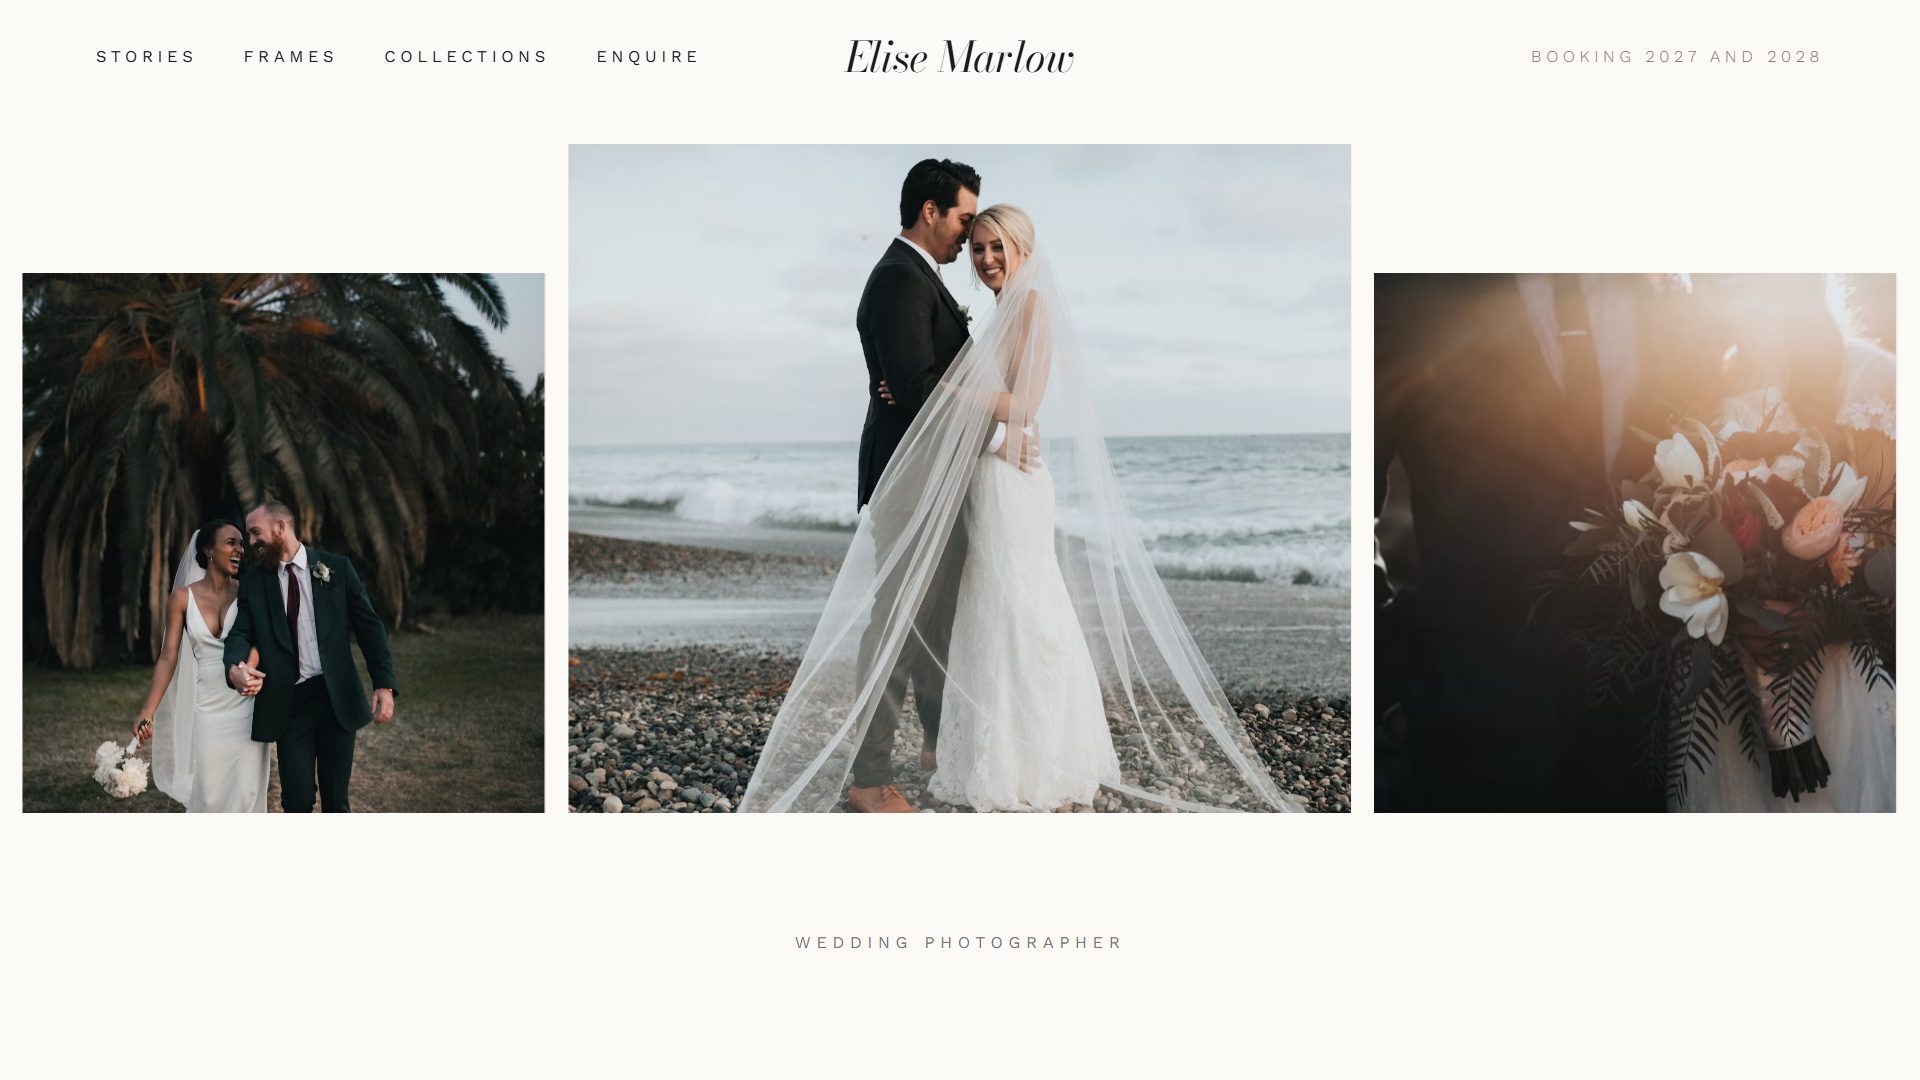 STORIES FRAMES COLLECTIONS ENQUIRE Elise Marlow BOOKING 2027 AND 2028
WEDDING PHOTOGRAPHER